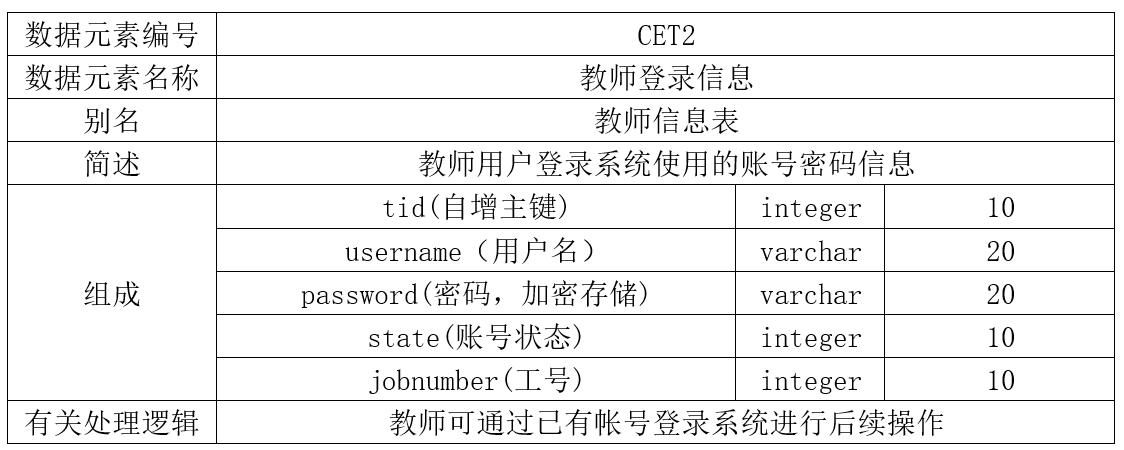 数据元素编号 CET2
数据元素名称 教师登录信息
别名 教师信息表
简述 教师用户登录系统使用的账号密码信息
组成
tid(自增主键) integer 10
username（用户名） varchar 20
password(密码，加密存储) varchar 20
state(账号状态) integer 10
jobnumber(工号) integer 10
有关处理逻辑 教师可通过已有帐号登录系统进行后续操作